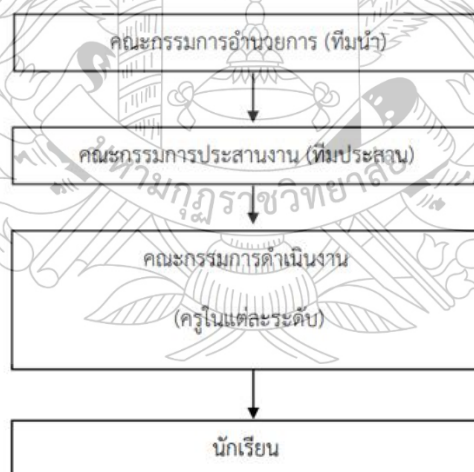 คณะกรรมการอำนวยการ (ทีมนำ)
คณะกรรมการประสานงาน (ทีมประสาน)
คณะกรรมการดำเนินงาน
(ครูในแต่ละระดับ)
นักเรียน